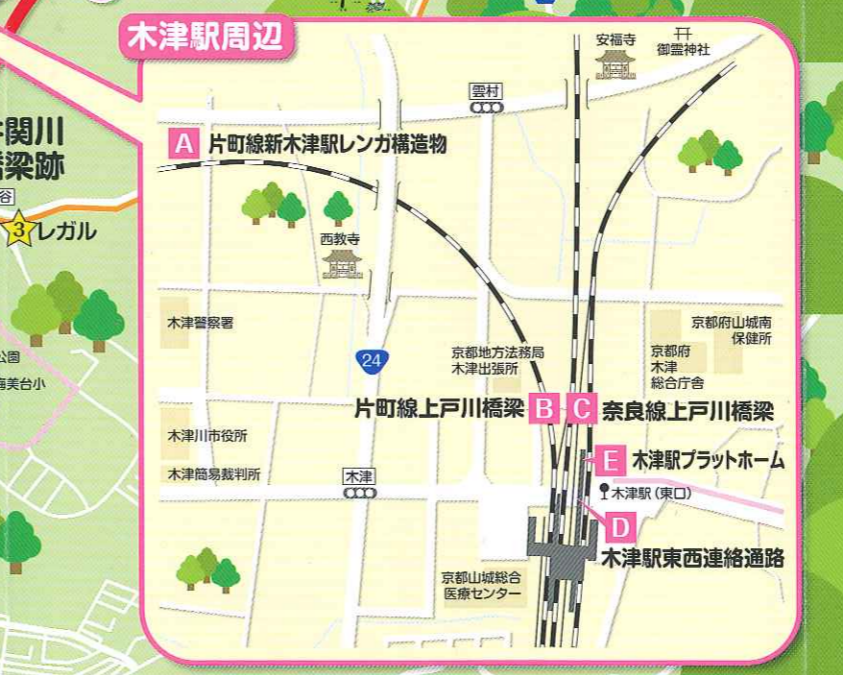 木津駅周辺
安福寺
御霊神社
雲村
A 片町線新木津駅レンガ構造物
関川
梁跡
谷
3 レガル
西教寺
木津警察署
24
京都地方法務局
木津出張所
京都府山城南
保健所
京都府
木津
総合庁舎
公園
梅美台小
片町線上戸川橋梁 B
C 奈良線上戸川橋梁
木津川市役所
木津簡易裁判所
木津
E 木津駅プラットホーム
木津駅(東口)
D
木津駅東西連絡通路
京都山城総合
医療センター